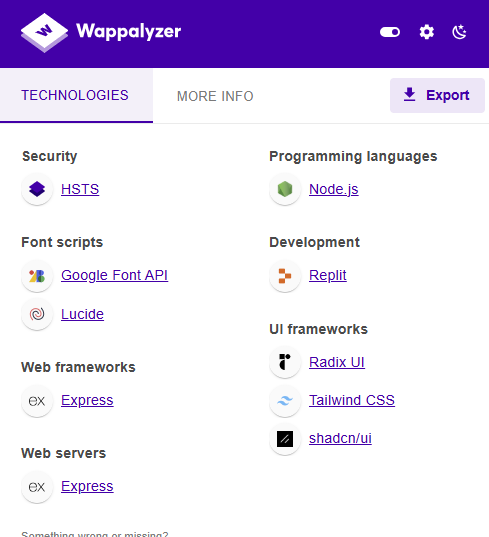 Wappalyzer
TECHNOLOGIES
MORE INFO
Export
Security
HSTS
Font scripts
Google Font API
Lucide
Web frameworks
ex
Express
Web servers
ex
Express
Programming languages
Node.js
Development
Replit
UI frameworks
Radix UI
Tailwind CSS
shadcn/ui
Something wrong or missing?